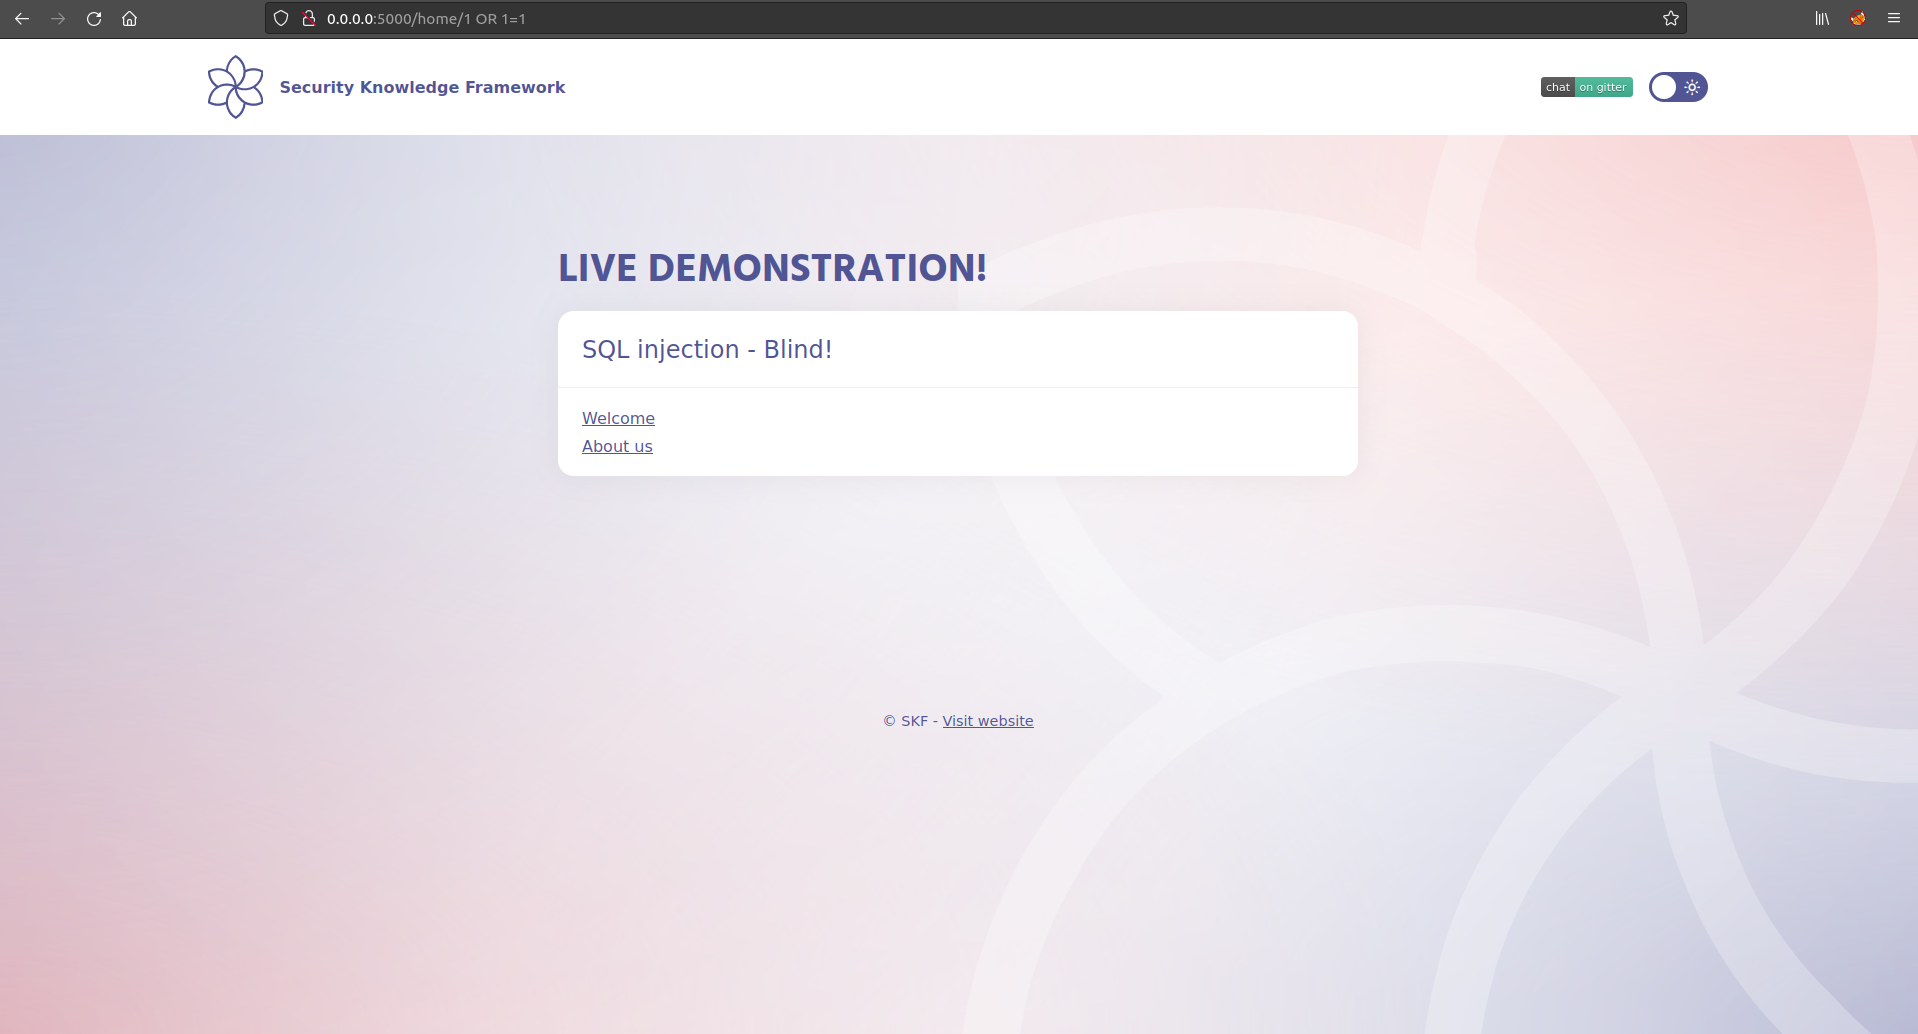 0.0.0.0:5000/home/1 OR 1=1
Security Knowledge Framework
chat on gitter
LIVE DEMONSTRATION!
SQL injection - Blind!
Welcome
About us
© SKF - Visit website